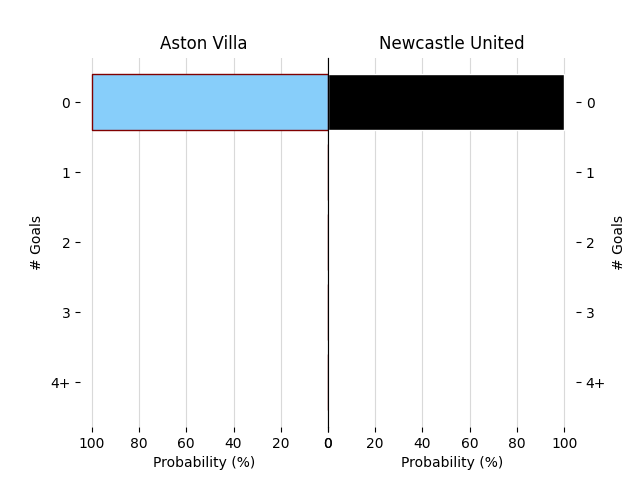 Aston Villa
Newcastle United
0
1
2
3
4+
# Goals
0
1
2
3
4+
# Goals
100 80 60 40 20 0
0 20 40 60 80 100
Probability (%)
Probability (%)